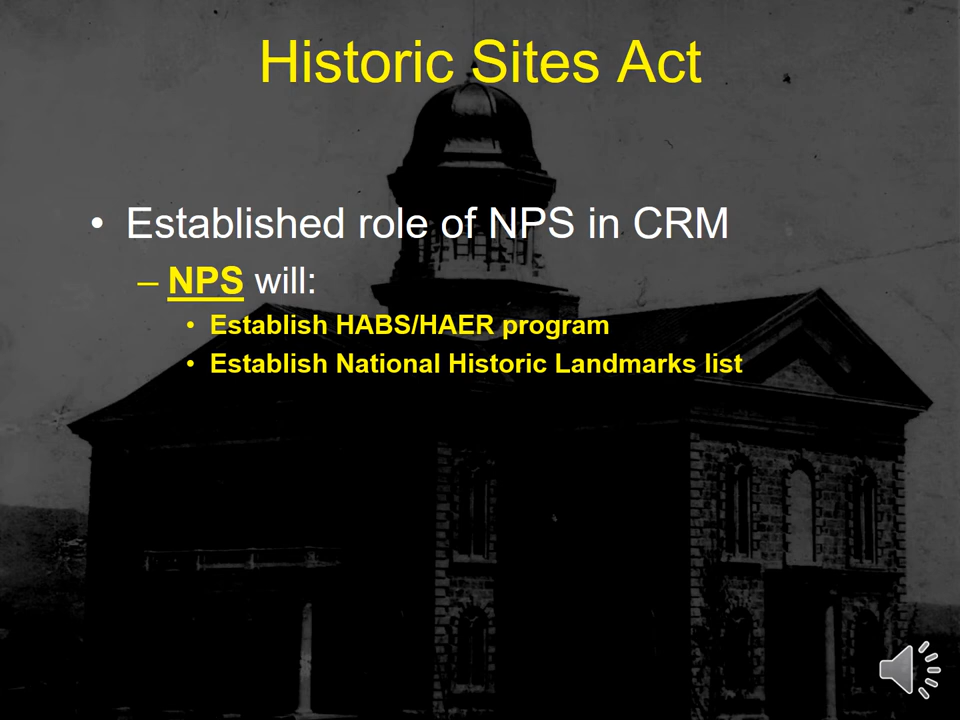 Historic Sites Act
• Established role of NPS in CRM
– NPS will:
• Establish HABS/HAER program
• Establish National Historic Landmarks list